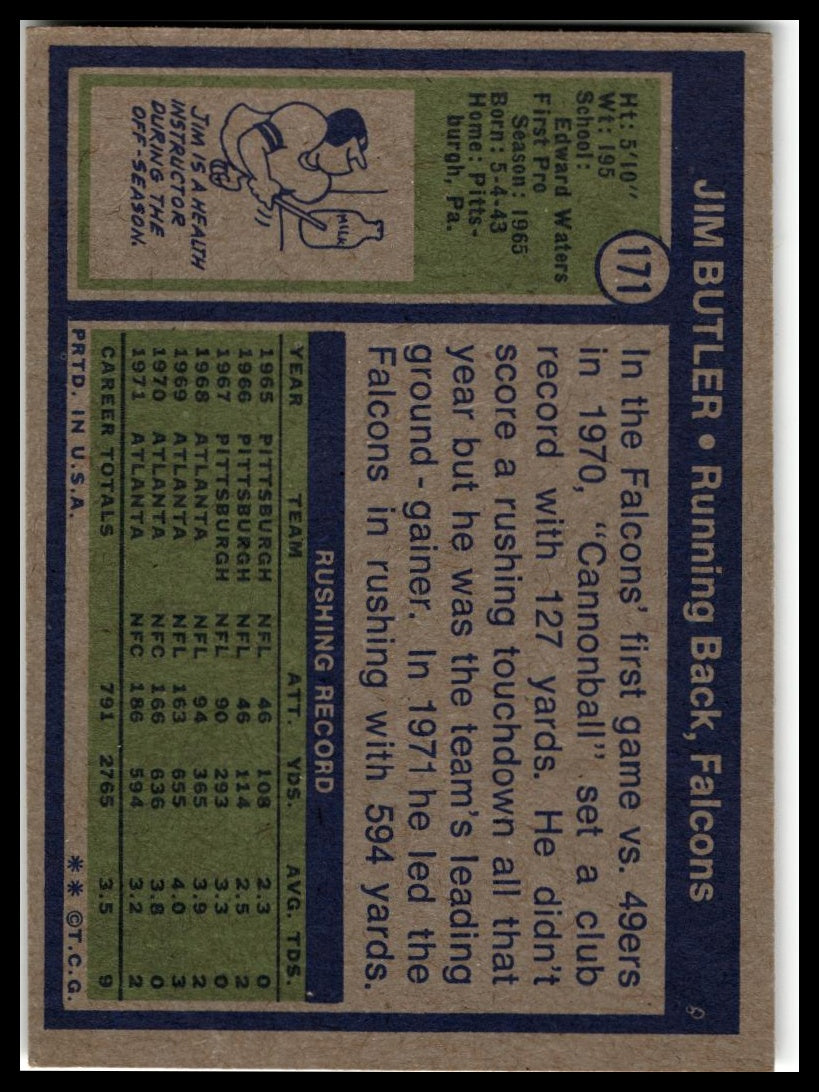 JIM BUTLER • Running Back, Falcons
171
Ht: 5'10"
Wt: 195
School:
Edward Waters
First Pro
Season: 1965
Born: 5-4-43
Home: Pitts-
burgh, Pa.
MILK
JIM IS A HEALTH
INSTRUCTOR
DURING THE
OFF-SEASON.
In the Falcons' first game vs. 49ers
in 1970, "Cannonball" set a club
record with 127 yards. He didn't
score a rushing touchdown all that
year but he was the team's leading
ground-gainer. In 1971 he led the
Falcons in rushing with 594 yards.
RUSHING RECORD
YEAR TEAM ATT. YDS. AVG. TDS.
1965 PITTSBURGH NFL 46 108 2.3 0
1966 PITTSBURGH NFL 46 114 2.5 2
1967 PITTSBURGH NFL 90 293 3.3 0
1968 ATLANTA NFL 94 365 3.9 2
1969 ATLANTA NFL 163 655 4.0 3
1970 ATLANTA NFC 166 636 3.8 0
1971 ATLANTA NFC 186 594 3.2 2
CAREER TOTALS 791 2765 3.5 9
PRTD. IN U.S.A. ** ©T.C.G.